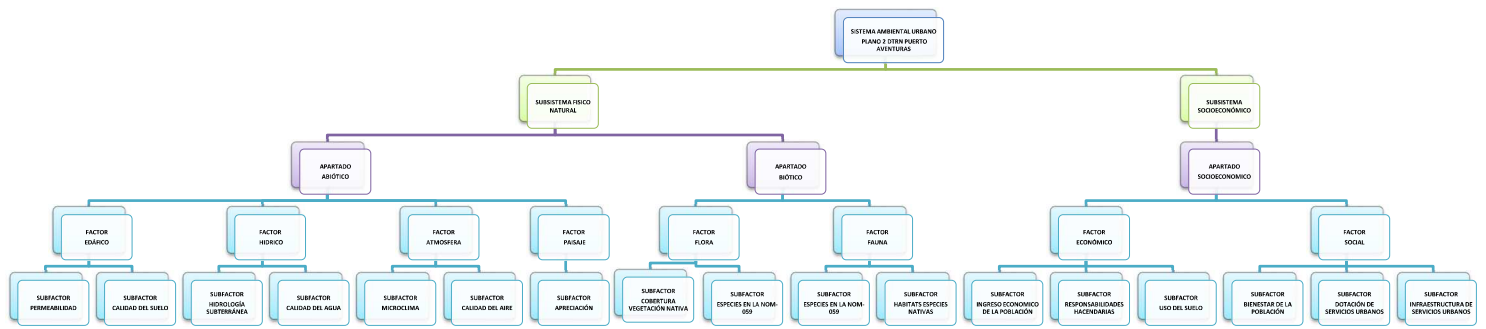 SISTEMA AMBIENTAL URBANO
PLANO 2 DTRN PUERTO
AVENTURAS
SUBSISTEMA FISICO
NATURAL
SUBSISTEMA
SOCIOECONÓMICO
APARTADO
ABIÓTICO
APARTADO
BIÓTICO
APARTADO
SOCIOECONOMICO
FACTOR
EDÁFICO
FACTOR
HIDRICO
FACTOR
ATMOSFERA
FACTOR
PAISAJE
FACTOR
FLORA
FACTOR
FAUNA
FACTOR
ECONÓMICO
FACTOR
SOCIAL
SUBFACTOR
PERMEABILIDAD
SUBFACTOR
CALIDAD DEL SUELO
SUBFACTOR
HIDROLOGÍA
SUBTERRÁNEA
SUBFACTOR
CALIDAD DEL AGUA
SUBFACTOR
MICROCLIMA
SUBFACTOR
CALIDAD DEL AIRE
SUBFACTOR
APRECIACIÓN
SUBFACTOR
COBERTURA
VEGETACIÓN NATIVA
SUBFACTOR
ESPECIES EN LA NOM-
059
SUBFACTOR
ESPECIES EN LA NOM-
059
SUBFACTOR
HABITATS ESPECIES
NATIVAS
SUBFACTOR
INGRESO ECONOMICO
DE LA POBLACIÓN
SUBFACTOR
RESPONSABILIDADES
HACENDARIAS
SUBFACTOR
USO DEL SUELO
SUBFACTOR
BIENESTAR DE LA
POBLACIÓN
SUBFACTOR
DOTACIÓN DE
SERVICIOS URBANOS
SUBFACTOR
INFRAESTRUCTURA DE
SERVICIOS URBANOS